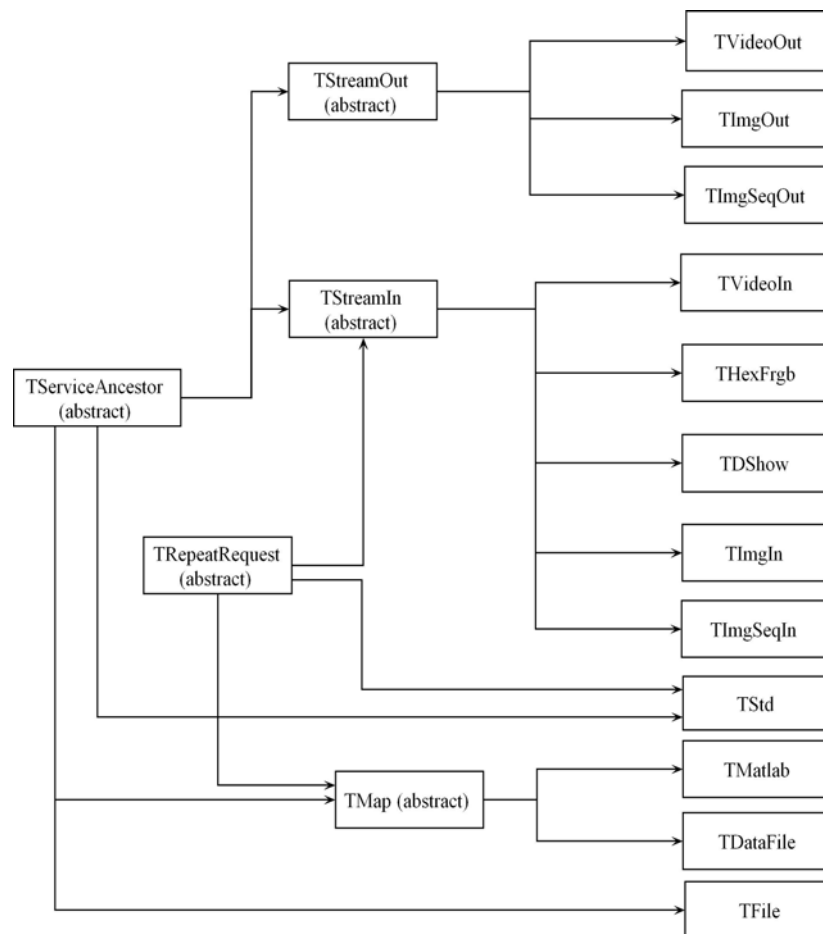 TVideoOut
TStreamOut
(abstract)
TImgOut
TImgSeqOut
TVideoIn
TStreamIn
(abstract)
THexFrgb
TServiceAncestor
(abstract)
TDShow
TRepeatRequest
(abstract)
TImgIn
TImgSeqIn
TStd
TMatlab
TMap (abstract)
TDataFile
TFile